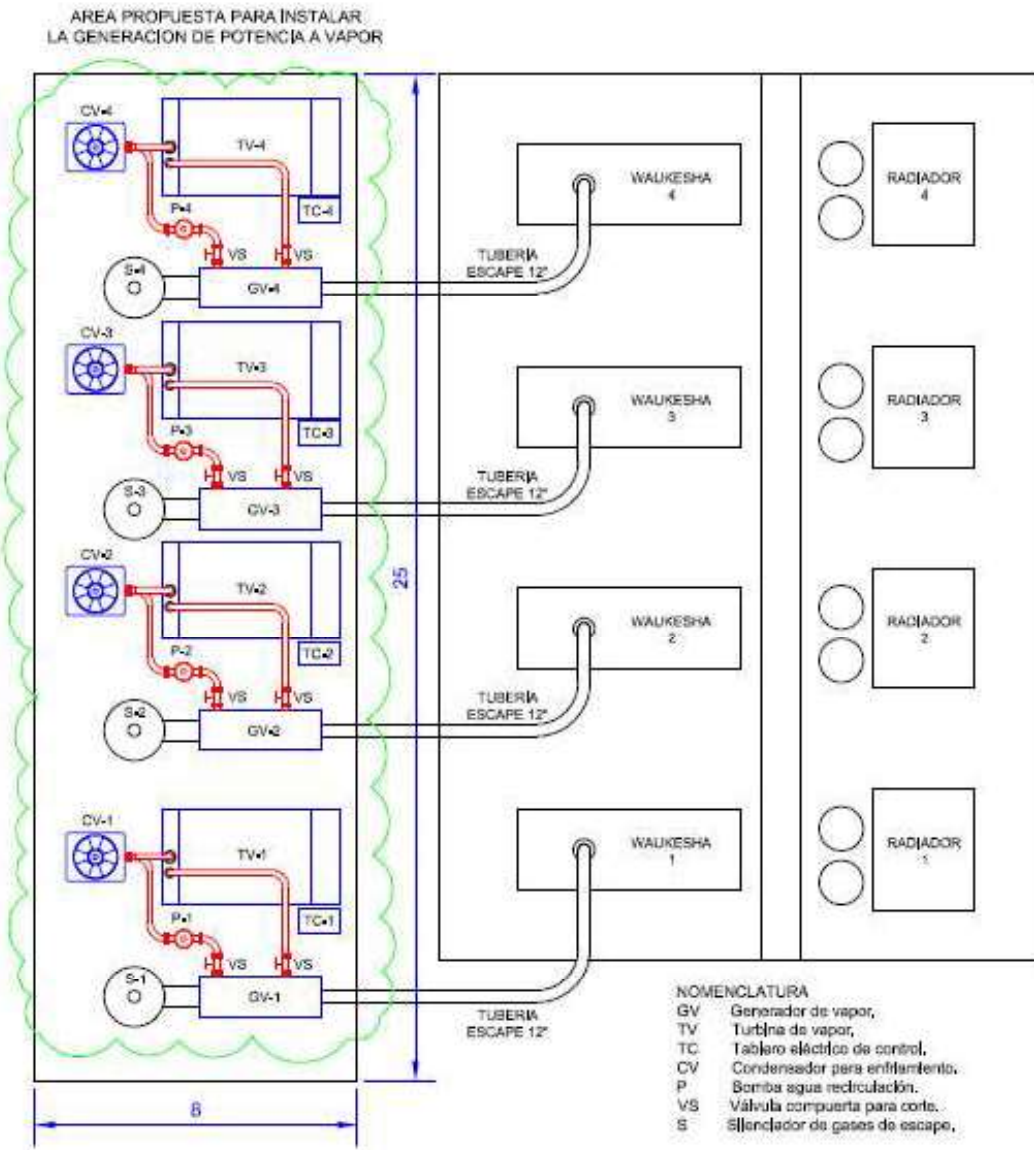 AREA PROPUESTA PARA INSTALAR
LA GENERACION DE POTENCIA A VAPOR
CV-4
TV-4
WAUKESHA
4
RADIADOR
4
P-4
TC-4
VS
VS
TUBERÍA
ESCAPE 12"
S-4
GV-4
CV-3
TV-3
WAUKESHA
3
RADIADOR
3
P-3
TC-3
VS
VS
TUBERÍA
ESCAPE 12"
S-3
GV-3
CV-2
TV-2
WAUKESHA
2
RADIADOR
2
25
P-2
TC-2
VS
VS
TUBERÍA
ESCAPE 12"
S-2
GV-2
CV-1
TV-1
WAUKESHA
1
RADIADOR
1
P-1
TC-1
VS
VS
S-1
GV-1
TUBERÍA
ESCAPE 12"
8
NOMENCLATURA
GV Generador de vapor.
TV Turbina de vapor.
TC Tablero eléctrico de control.
CV Condensador para enfriamiento.
P Bomba agua recirculación.
VS Válvula compuerta para corte.
S Silenciador de gases de escape.